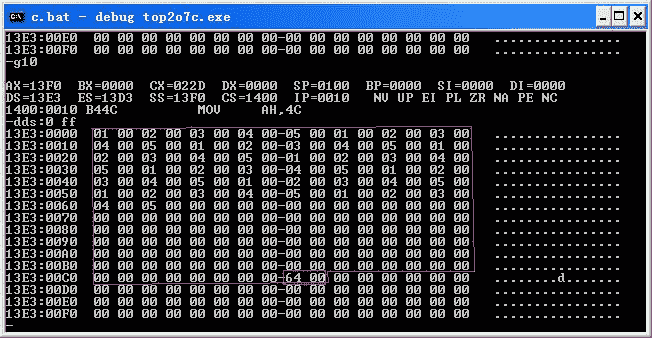 c.bat - debug top2o7c.exe
13E3:00E0  00 00 00 00 00 00 00 00-00 00 00 00 00 00 00 00   ................
13E3:00F0  00 00 00 00 00 00 00 00-00 00 00 00 00 00 00 00   ................
-g10
AX=13F0  BX=0000  CX=022D  DX=0000  SP=0100  BP=0000  SI=0000  DI=0000
DS=13E3  ES=13D3  SS=13F0  CS=1400  IP=0010   NV UP EI PL ZR NA PE NC
1400:0010 B44C          MOV     AH,4C
-dds:0 ff
13E3:0000  01 00 02 00 03 00 04 00-05 00 01 00 02 00 03 00   ................
13E3:0010  04 00 05 00 01 00 02 00-03 00 04 00 05 00 01 00   ................
13E3:0020  02 00 03 00 04 00 05 00-01 00 02 00 03 00 04 00   ................
13E3:0030  05 00 01 00 02 00 03 00-04 00 05 00 01 00 02 00   ................
13E3:0040  03 00 04 00 05 00 01 00-02 00 03 00 04 00 05 00   ................
13E3:0050  01 00 02 00 03 00 04 00-05 00 01 00 02 00 03 00   ................
13E3:0060  04 00 05 00 00 00 00 00-00 00 00 00 00 00 00 00   ................
13E3:0070  00 00 00 00 00 00 00 00-00 00 00 00 00 00 00 00   ................
13E3:0080  00 00 00 00 00 00 00 00-00 00 00 00 00 00 00 00   ................
13E3:0090  00 00 00 00 00 00 00 00-00 00 00 00 00 00 00 00   ................
13E3:00A0  00 00 00 00 00 00 00 00-00 00 00 00 00 00 00 00   ................
13E3:00B0  00 00 00 00 00 00 00 00-00 00 00 00 00 00 00 00   ................
13E3:00C0  00 00 00 00 00 00 00 00-64 00 00 00 00 00 00 00   ........d.......
13E3:00D0  00 00 00 00 00 00 00 00-00 00 00 00 00 00 00 00   ................
13E3:00E0  00 00 00 00 00 00 00 00-00 00 00 00 00 00 00 00   ................
13E3:00F0  00 00 00 00 00 00 00 00-00 00 00 00 00 00 00 00   ................
-